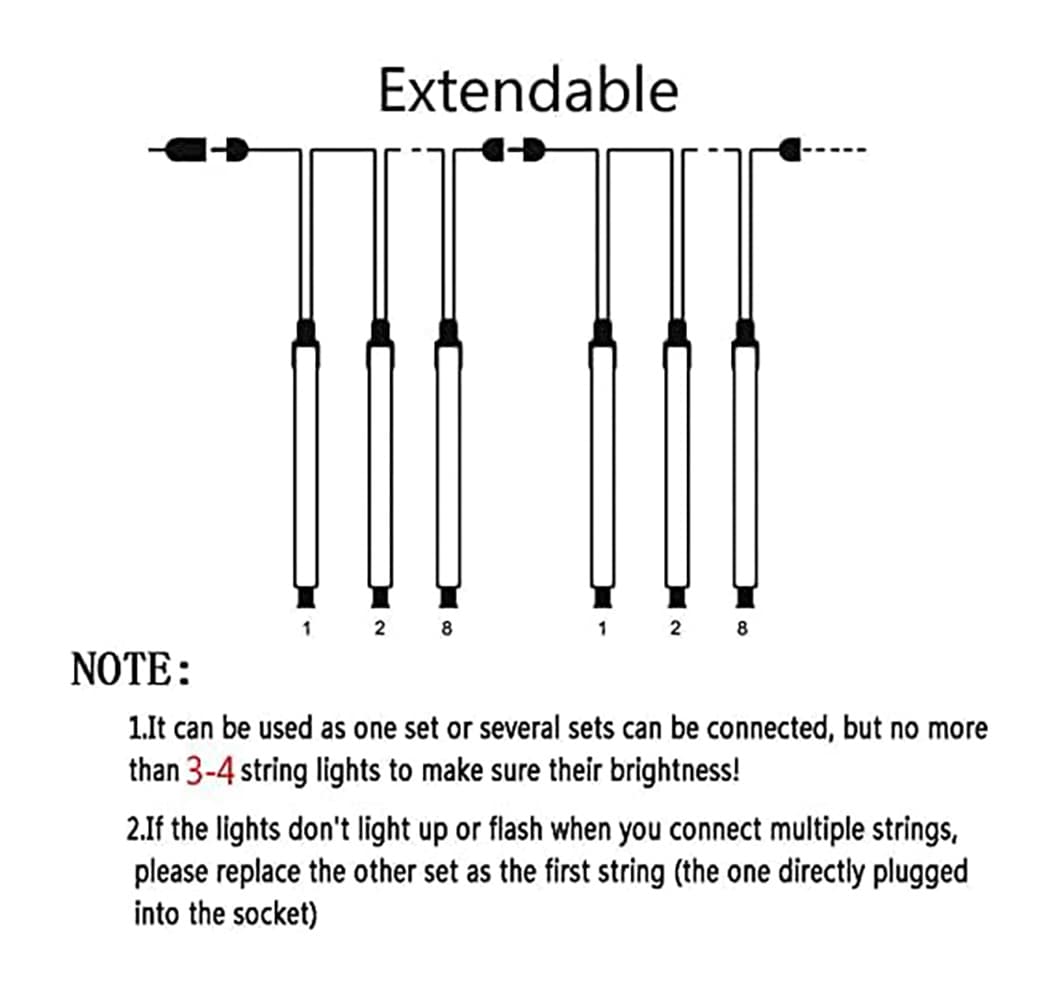 Extendable
1 2 8 1 2 8
NOTE:
1.It can be used as one set or several sets can be connected, but no more
than 3-4 string lights to make sure their brightness!
2.If the lights don't light up or flash when you connect multiple strings,
please replace the other set as the first string (the one directly plugged
into the socket)